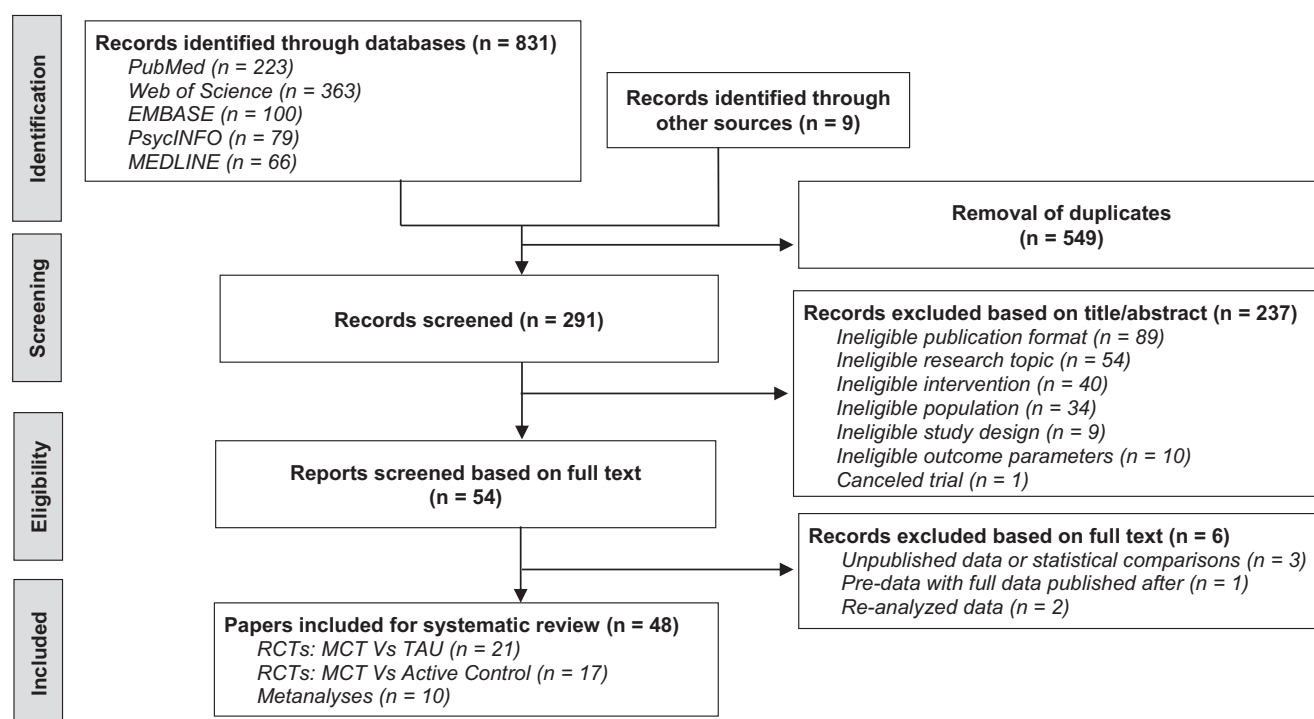 Identification
Records identified through databases (n = 831)
PubMed (n = 223)
Web of Science (n = 363)
EMBASE (n = 100)
PsycINFO (n = 79)
MEDLINE (n = 66)
Records identified through
other sources (n = 9)
Removal of duplicates
(n = 549)
Screening
Records screened (n = 291)
Records excluded based on title/abstract (n = 237)
Ineligible publication format (n = 89)
Ineligible research topic (n = 54)
Ineligible intervention (n = 40)
Ineligible population (n = 34)
Ineligible study design (n = 9)
Ineligible outcome parameters (n = 10)
Canceled trial (n = 1)
Eligibility
Reports screened based on full text
(n = 54)
Records excluded based on full text (n = 6)
Unpublished data or statistical comparisons (n = 3)
Pre-data with full data published after (n = 1)
Re-analyzed data (n = 2)
Included
Papers included for systematic review (n = 48)
RCTs: MCT Vs TAU (n = 21)
RCTs: MCT Vs Active Control (n = 17)
Metanalyses (n = 10)